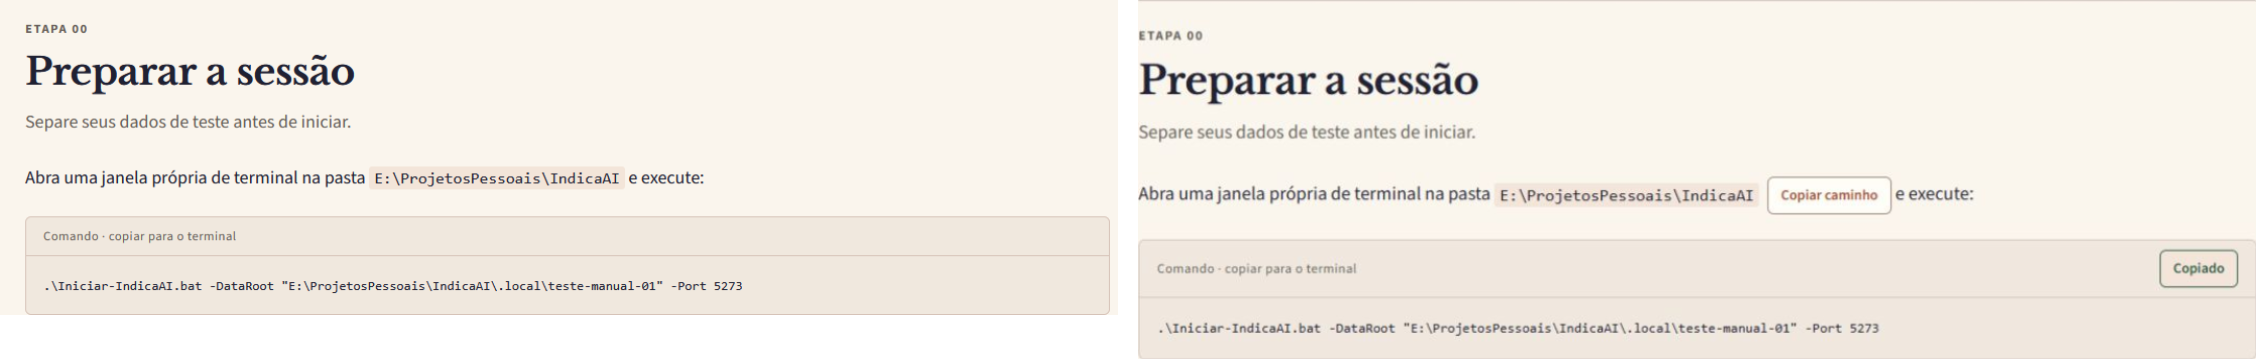 ETAPA 00
Preparar a sessão
Separe seus dados de teste antes de iniciar.
Abra uma janela própria de terminal na pasta E:\ProjetosPessoais\IndicaAI e execute:
Comando · copiar para o terminal
.\Iniciar-IndicaAI.bat -DataRoot "E:\ProjetosPessoais\IndicaAI\.local\teste-manual-01" -Port 5273
ETAPA 00
Preparar a sessão
Separe seus dados de teste antes de iniciar.
Abra uma janela própria de terminal na pasta E:\ProjetosPessoais\IndicaAI Copiar caminho e execute:
Comando · copiar para o terminal Copiado
.\Iniciar-IndicaAI.bat -DataRoot "E:\ProjetosPessoais\IndicaAI\.local\teste-manual-01" -Port 5273